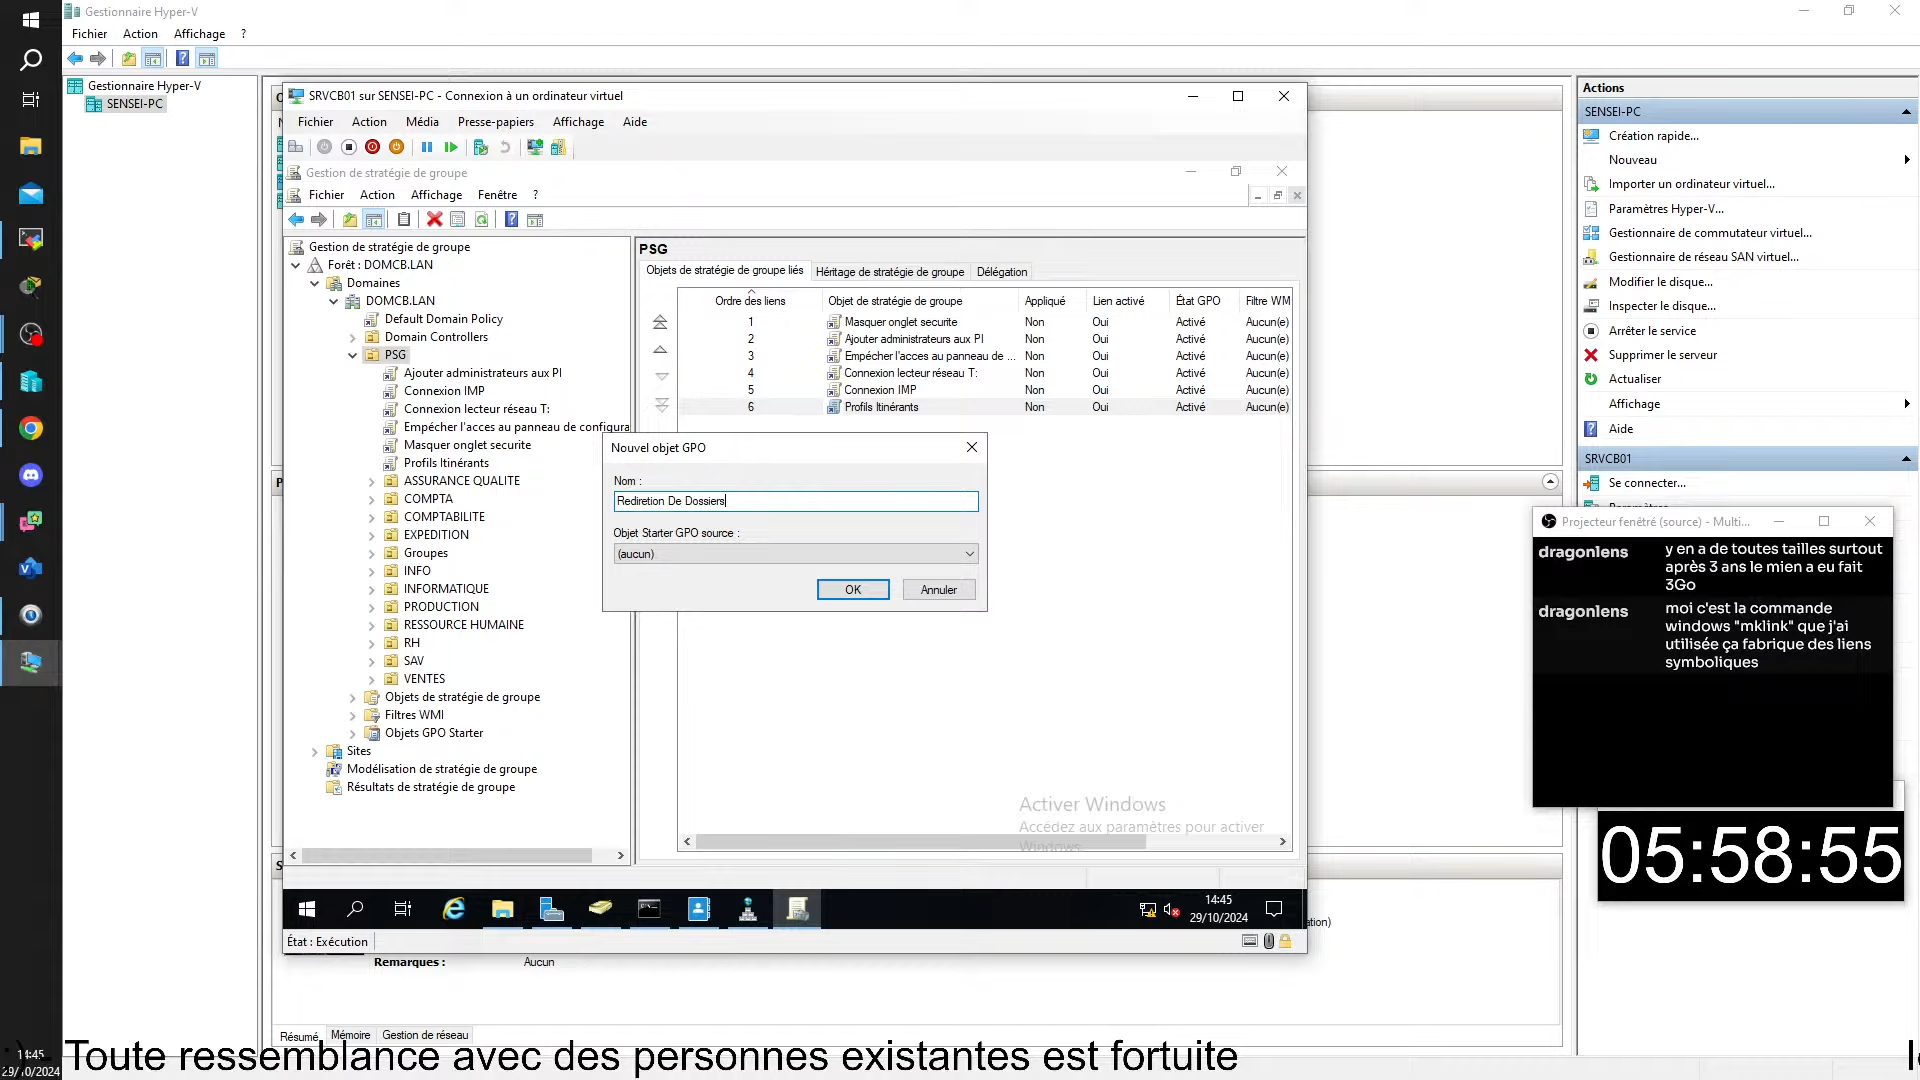 Gestionnaire Hyper-V
Fichier Action Affichage ?
Gestionnaire Hyper-V
SENSEI-PC
SRVCB01 sur SENSEI-PC - Connexion à un ordinateur virtuel
Fichier Action Média Presse-papiers Affichage Aide
Gestion de stratégie de groupe
Fichier Action Affichage Fenêtre ?
Gestion de stratégie de groupe
Forêt : DOMCB.LAN
Domaines
DOMCB.LAN
Default Domain Policy
Domain Controllers
PSG
Ajouter administrateurs aux PI
Connexion IMP
Connexion lecteur réseau T:
Empécher l'acces au panneau de configura
Masquer onglet securite
Profils Itinérants
ASSURANCE QUALITE
COMPTA
COMPTABILITE
EXPEDITION
Groupes
INFO
INFORMATIQUE
PRODUCTION
RESSOURCE HUMAINE
RH
SAV
VENTES
Objets de stratégie de groupe
Filtres WMI
Objets GPO Starter
Sites
Modélisation de stratégie de groupe
Résultats de stratégie de groupe
PSG
Objets de stratégie de groupe liés Héritage de stratégie de groupe Délégation
Ordre des liens Objet de stratégie de groupe Appliqué Lien activé État GPO Filtre WM
1 Masquer onglet securite Non Oui Activé Aucun(e)
2 Ajouter administrateurs aux PI Non Oui Activé Aucun(e)
3 Empécher l'acces au panneau de ... Non Oui Activé Aucun(e)
4 Connexion lecteur réseau T: Non Oui Activé Aucun(e)
5 Connexion IMP Non Oui Activé Aucun(e)
6 Profils Itinérants Non Oui Activé Aucun(e)
Nouvel objet GPO
Nom :
Rediretion De Dossiers
Objet Starter GPO source :
(aucun)
OK Annuler
Activer Windows
Accédez aux paramètres pour activer
Windows.
14:45
29/10/2024
État : Exécution
ation)
Remarques : Aucun
Résumé Mémoire Gestion de réseau
Actions
SENSEI-PC
Création rapide...
Nouveau
Importer un ordinateur virtuel...
Paramètres Hyper-V...
Gestionnaire de commutateur virtuel...
Gestionnaire de réseau SAN virtuel...
Modifier le disque...
Inspecter le disque...
Arrêter le service
Supprimer le serveur
Actualiser
Affichage
Aide
SRVCB01
Se connecter...
Projecteur fenêtré (source) - Multi...
dragonlens y en a de toutes tailles surtout
après 3 ans le mien a eu fait
3Go
dragonlens moi c'est la commande
windows "mklink" que j'ai
utilisée ça fabrique des liens
symboliques
05:58:55
14:45
29/10/2024
:) - Toute ressemblance avec des personnes existantes est fortuite